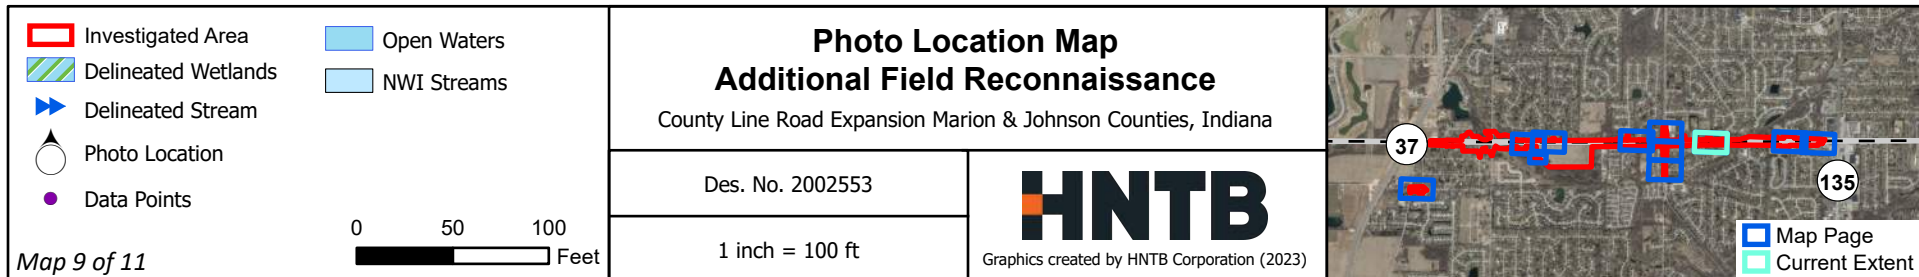 Investigated Area
Delineated Wetlands
Delineated Stream
Photo Location
Data Points
Open Waters
NWI Streams
0 50 100
Feet
Map 9 of 11
Photo Location Map
Additional Field Reconnaissance
County Line Road Expansion Marion & Johnson Counties, Indiana
Des. No. 2002553
1 inch = 100 ft
HNTB
Graphics created by HNTB Corporation (2023)
37
135
Map Page
Current Extent